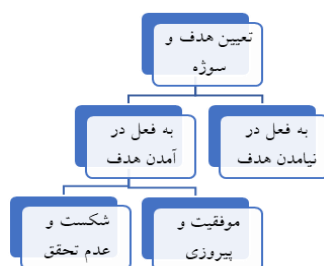 تعیین هدف و
سوژه
به فعل در
نیامدن هدف
به فعل در
آمدن هدف
موفقیت و
پیروزی
شکست و
عدم تحقق